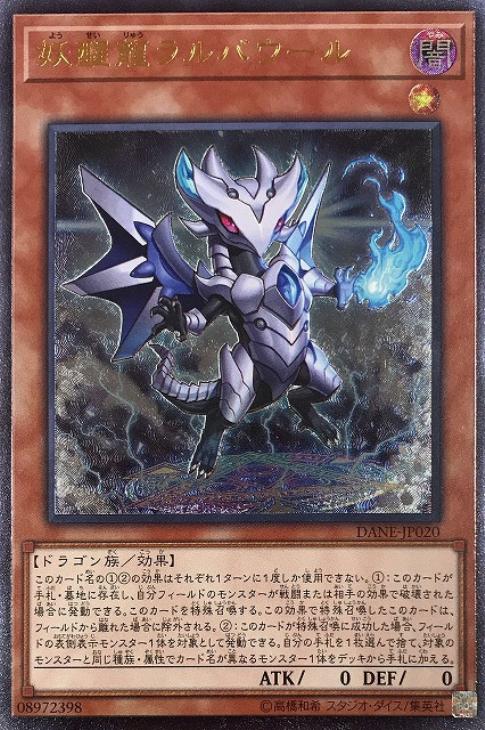 妖醒龍ラルバウール
闇
DANE-JP020
【ドラゴン族／効果】
このカード名の①②の効果はそれぞれ1ターンに1度しか使用できない。①：このカードが
手札・墓地に存在し、自分フィールドのモンスターが戦闘または相手の効果で破壊された
場合に発動できる。このカードを特殊召喚する。この効果で特殊召喚したこのカードは、
フィールドから離れた場合に除外される。②：このカードが特殊召喚に成功した場合、フィー
ルドの表側表示モンスター1体を対象として発動できる。自分の手札を1枚選んで捨て、対象の
モンスターと同じ種族・属性でカード名が異なるモンスター1体をデッキから手札に加える。
ATK/ 0 DEF/ 0
08972398 ©高橋和希 スタジオ・ダイス/集英社